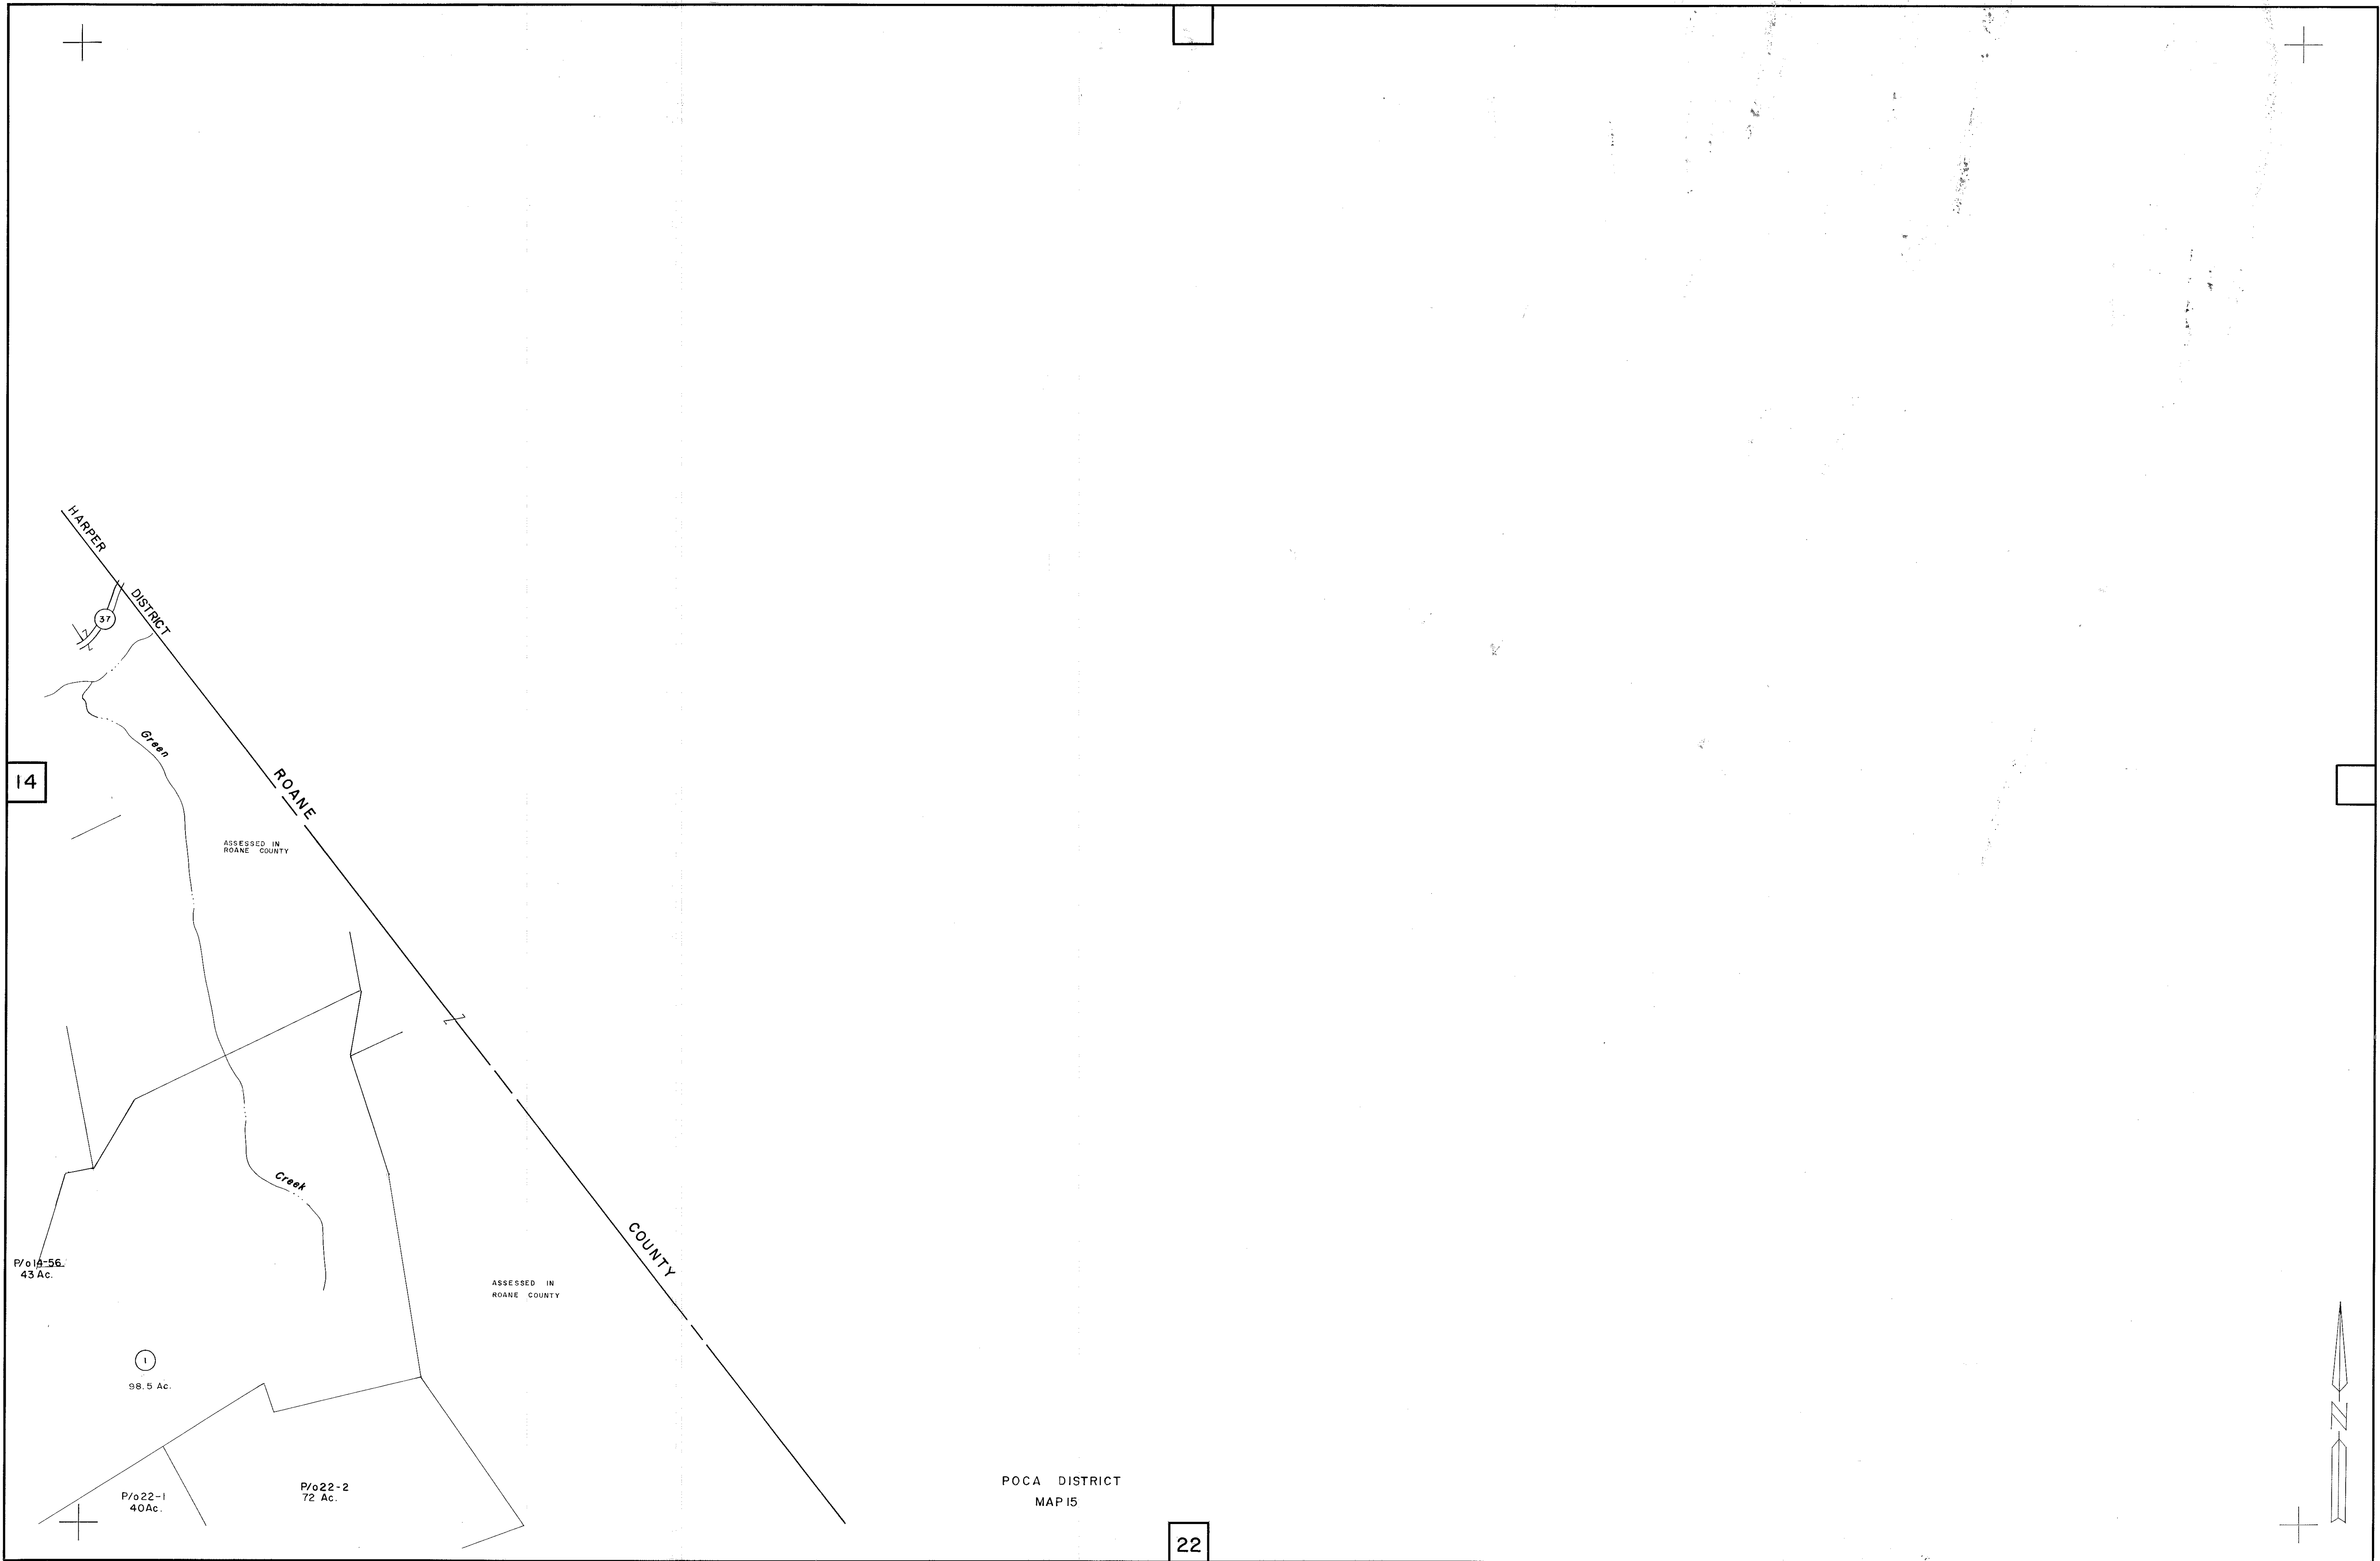 HARPER DISTRICT
37
Green
14
ROANE
ASSESSED IN
ROANE COUNTY
Creek
COUNTY
P/o 14-56
43 Ac.
ASSESSED IN
ROANE COUNTY
1
98.5 Ac.
N
P/o 22-2
72 Ac.
P/o 22-1
40 Ac.
POCA DISTRICT
MAP 15
22